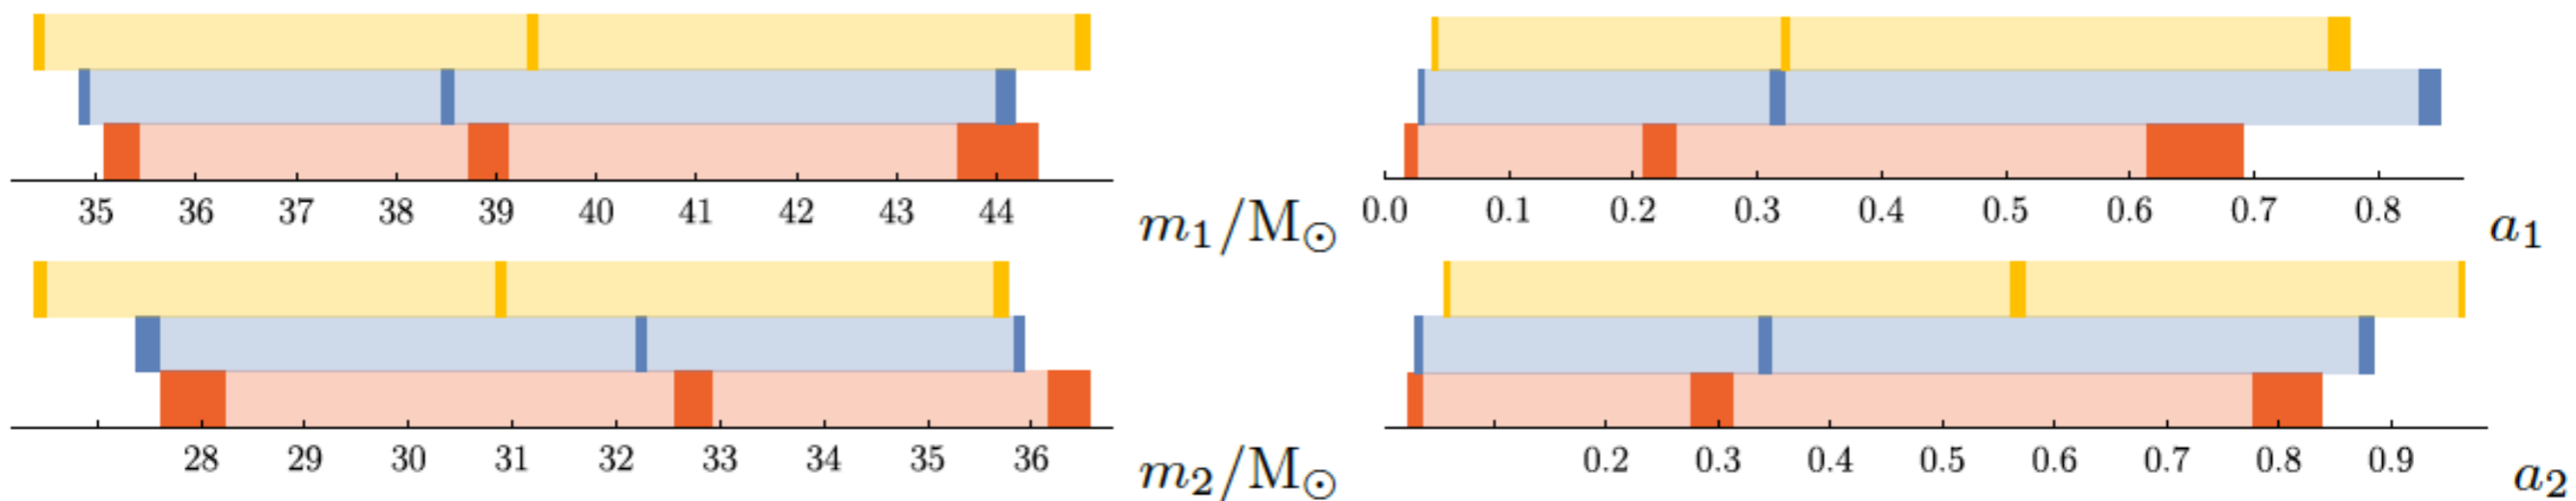 35 36 37 38 39 40 41 42 43 44 m₁/M⊙
0.0 0.1 0.2 0.3 0.4 0.5 0.6 0.7 0.8 a₁
28 29 30 31 32 33 34 35 36 m₂/M⊙
0.2 0.3 0.4 0.5 0.6 0.7 0.8 0.9 a₂